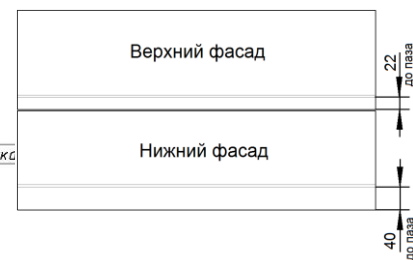 Верхний фасад
22
до паза
Нижний фасад
40
до паза